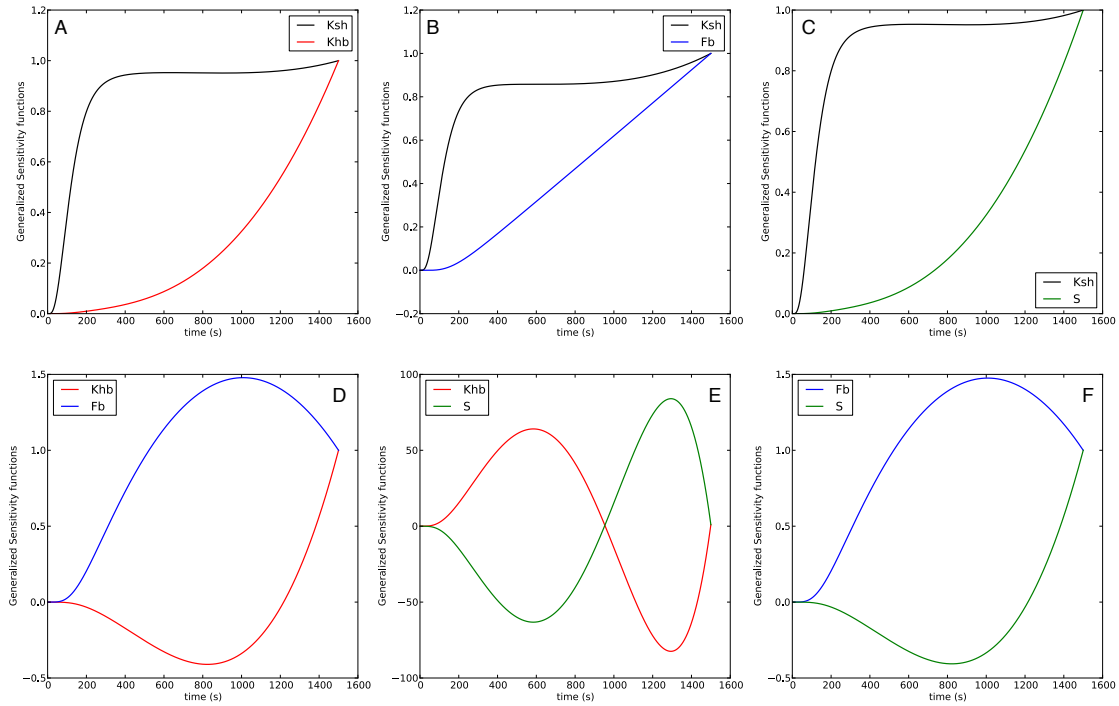 A
Ksh
Khb
Generalized Sensitivity functions
1.2
1.0
0.8
0.6
0.4
0.2
0.0
0 200 400 600 800 1000 1200 1400 1600
time (s)
B
Ksh
Fb
Generalized Sensitivity functions
1.2
1.0
0.8
0.6
0.4
0.2
0.0
−0.2
0 200 400 600 800 1000 1200 1400 1600
time (s)
C
Ksh
S
Generalized Sensitivity functions
1.0
0.8
0.6
0.4
0.2
0.0
0 200 400 600 800 1000 1200 1400 1600
time (s)
D
Khb
Fb
Generalized Sensitivity functions
1.5
1.0
0.5
0.0
−0.5
0 200 400 600 800 1000 1200 1400 1600
time (s)
E
Khb
S
Generalized Sensitivity functions
100
50
0
−50
−100
0 200 400 600 800 1000 1200 1400 1600
time (s)
F
Fb
S
Generalized Sensitivity functions
1.5
1.0
0.5
0.0
−0.5
0 200 400 600 800 1000 1200 1400 1600
time (s)